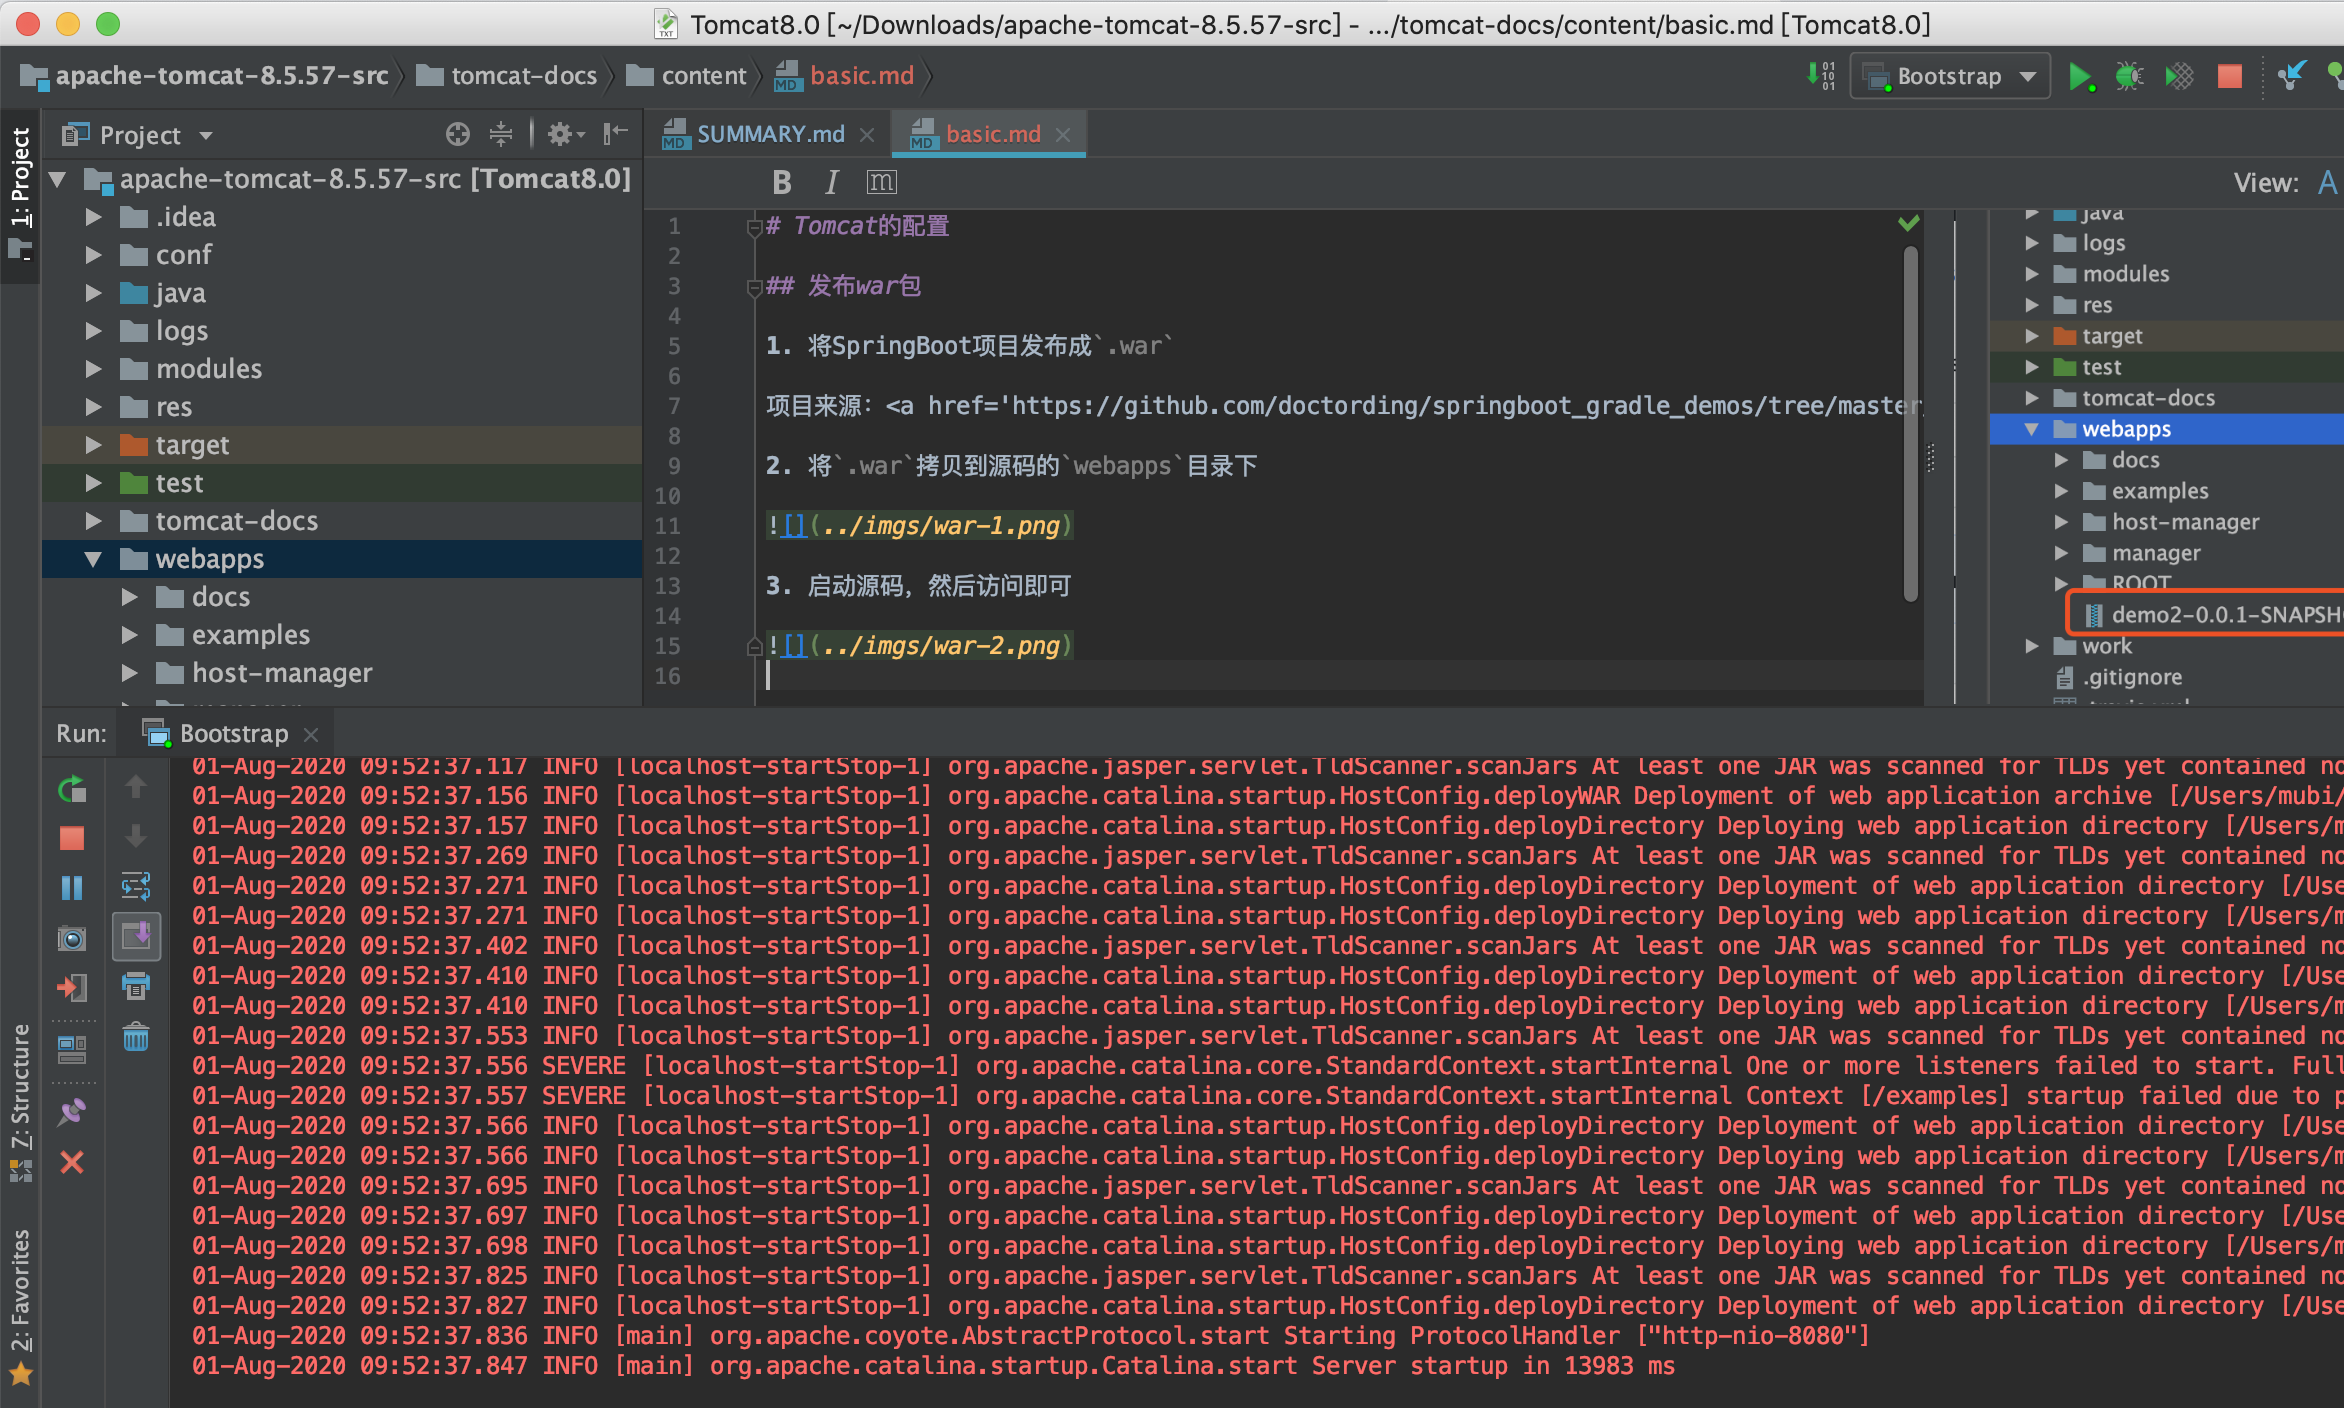 Tomcat8.0 [~/Downloads/apache-tomcat-8.5.57-src] - .../tomcat-docs/content/basic.md [Tomcat8.0]
apache-tomcat-8.5.57-src tomcat-docs content basic.md
Bootstrap
1: Project
Project
apache-tomcat-8.5.57-src [Tomcat8.0]
.idea
conf
java
logs
modules
res
target
test
tomcat-docs
webapps
docs
examples
host-manager
SUMMARY.md
basic.md
B I m
View:
1 # Tomcat的配置
2
3 ## 发布war包
4
5 1. 将SpringBoot项目发布成`.war`
6
7 项目来源：<a href='https://github.com/doctording/springboot_gradle_demos/tree/master
8
9 2. 将`.war`拷贝到源码的`webapps`目录下
10
11 ![](../imgs/war-1.png)
12
13 3. 启动源码，然后访问即可
14
15 ![](../imgs/war-2.png)
16
java
logs
modules
res
target
test
tomcat-docs
webapps
docs
examples
host-manager
manager
ROOT
demo2-0.0.1-SNAPSH
work
.gitignore
Run: Bootstrap
01-Aug-2020 09:52:37.117 INFO [localhost-startStop-1] org.apache.jasper.servlet.TldScanner.scanJars At least one JAR was scanned for TLDs yet contained no
01-Aug-2020 09:52:37.156 INFO [localhost-startStop-1] org.apache.catalina.startup.HostConfig.deployWAR Deployment of web application archive [/Users/mubi/
01-Aug-2020 09:52:37.157 INFO [localhost-startStop-1] org.apache.catalina.startup.HostConfig.deployDirectory Deploying web application directory [/Users/m
01-Aug-2020 09:52:37.269 INFO [localhost-startStop-1] org.apache.jasper.servlet.TldScanner.scanJars At least one JAR was scanned for TLDs yet contained no
01-Aug-2020 09:52:37.271 INFO [localhost-startStop-1] org.apache.catalina.startup.HostConfig.deployDirectory Deployment of web application directory [/Use
01-Aug-2020 09:52:37.271 INFO [localhost-startStop-1] org.apache.catalina.startup.HostConfig.deployDirectory Deploying web application directory [/Users/m
01-Aug-2020 09:52:37.402 INFO [localhost-startStop-1] org.apache.jasper.servlet.TldScanner.scanJars At least one JAR was scanned for TLDs yet contained no
01-Aug-2020 09:52:37.410 INFO [localhost-startStop-1] org.apache.catalina.startup.HostConfig.deployDirectory Deployment of web application directory [/Use
01-Aug-2020 09:52:37.410 INFO [localhost-startStop-1] org.apache.catalina.startup.HostConfig.deployDirectory Deploying web application directory [/Users/m
01-Aug-2020 09:52:37.553 INFO [localhost-startStop-1] org.apache.jasper.servlet.TldScanner.scanJars At least one JAR was scanned for TLDs yet contained no
01-Aug-2020 09:52:37.556 SEVERE [localhost-startStop-1] org.apache.catalina.core.StandardContext.startInternal One or more listeners failed to start. Full
01-Aug-2020 09:52:37.557 SEVERE [localhost-startStop-1] org.apache.catalina.core.StandardContext.startInternal Context [/examples] startup failed due to p
01-Aug-2020 09:52:37.566 INFO [localhost-startStop-1] org.apache.catalina.startup.HostConfig.deployDirectory Deployment of web application directory [/Use
01-Aug-2020 09:52:37.566 INFO [localhost-startStop-1] org.apache.catalina.startup.HostConfig.deployDirectory Deploying web application directory [/Users/m
01-Aug-2020 09:52:37.695 INFO [localhost-startStop-1] org.apache.jasper.servlet.TldScanner.scanJars At least one JAR was scanned for TLDs yet contained no
01-Aug-2020 09:52:37.697 INFO [localhost-startStop-1] org.apache.catalina.startup.HostConfig.deployDirectory Deployment of web application directory [/Use
01-Aug-2020 09:52:37.698 INFO [localhost-startStop-1] org.apache.catalina.startup.HostConfig.deployDirectory Deploying web application directory [/Users/m
01-Aug-2020 09:52:37.825 INFO [localhost-startStop-1] org.apache.jasper.servlet.TldScanner.scanJars At least one JAR was scanned for TLDs yet contained no
01-Aug-2020 09:52:37.827 INFO [localhost-startStop-1] org.apache.catalina.startup.HostConfig.deployDirectory Deployment of web application directory [/Use
01-Aug-2020 09:52:37.836 INFO [main] org.apache.coyote.AbstractProtocol.start Starting ProtocolHandler ["http-nio-8080"]
01-Aug-2020 09:52:37.847 INFO [main] org.apache.catalina.startup.Catalina.start Server startup in 13983 ms
7: Structure
2: Favorites